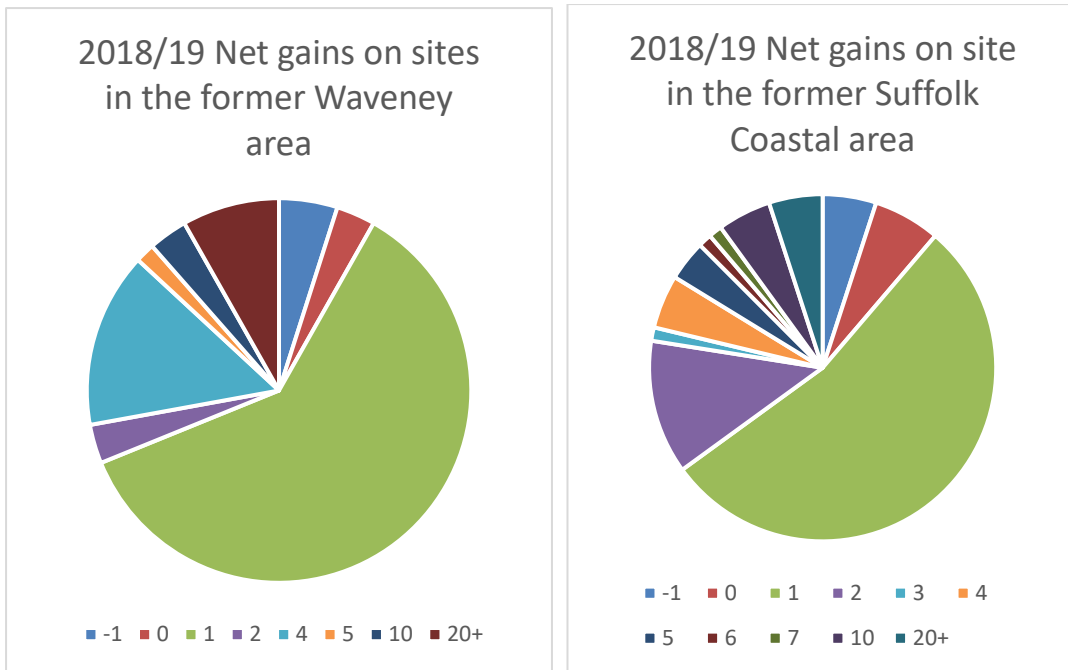 2018/19 Net gains on sites
in the former Waveney
area
-1 0 1 2 4 5 10 20+
2018/19 Net gains on site
in the former Suffolk
Coastal area
-1 0 1 2 3 4
5 6 7 10 20+